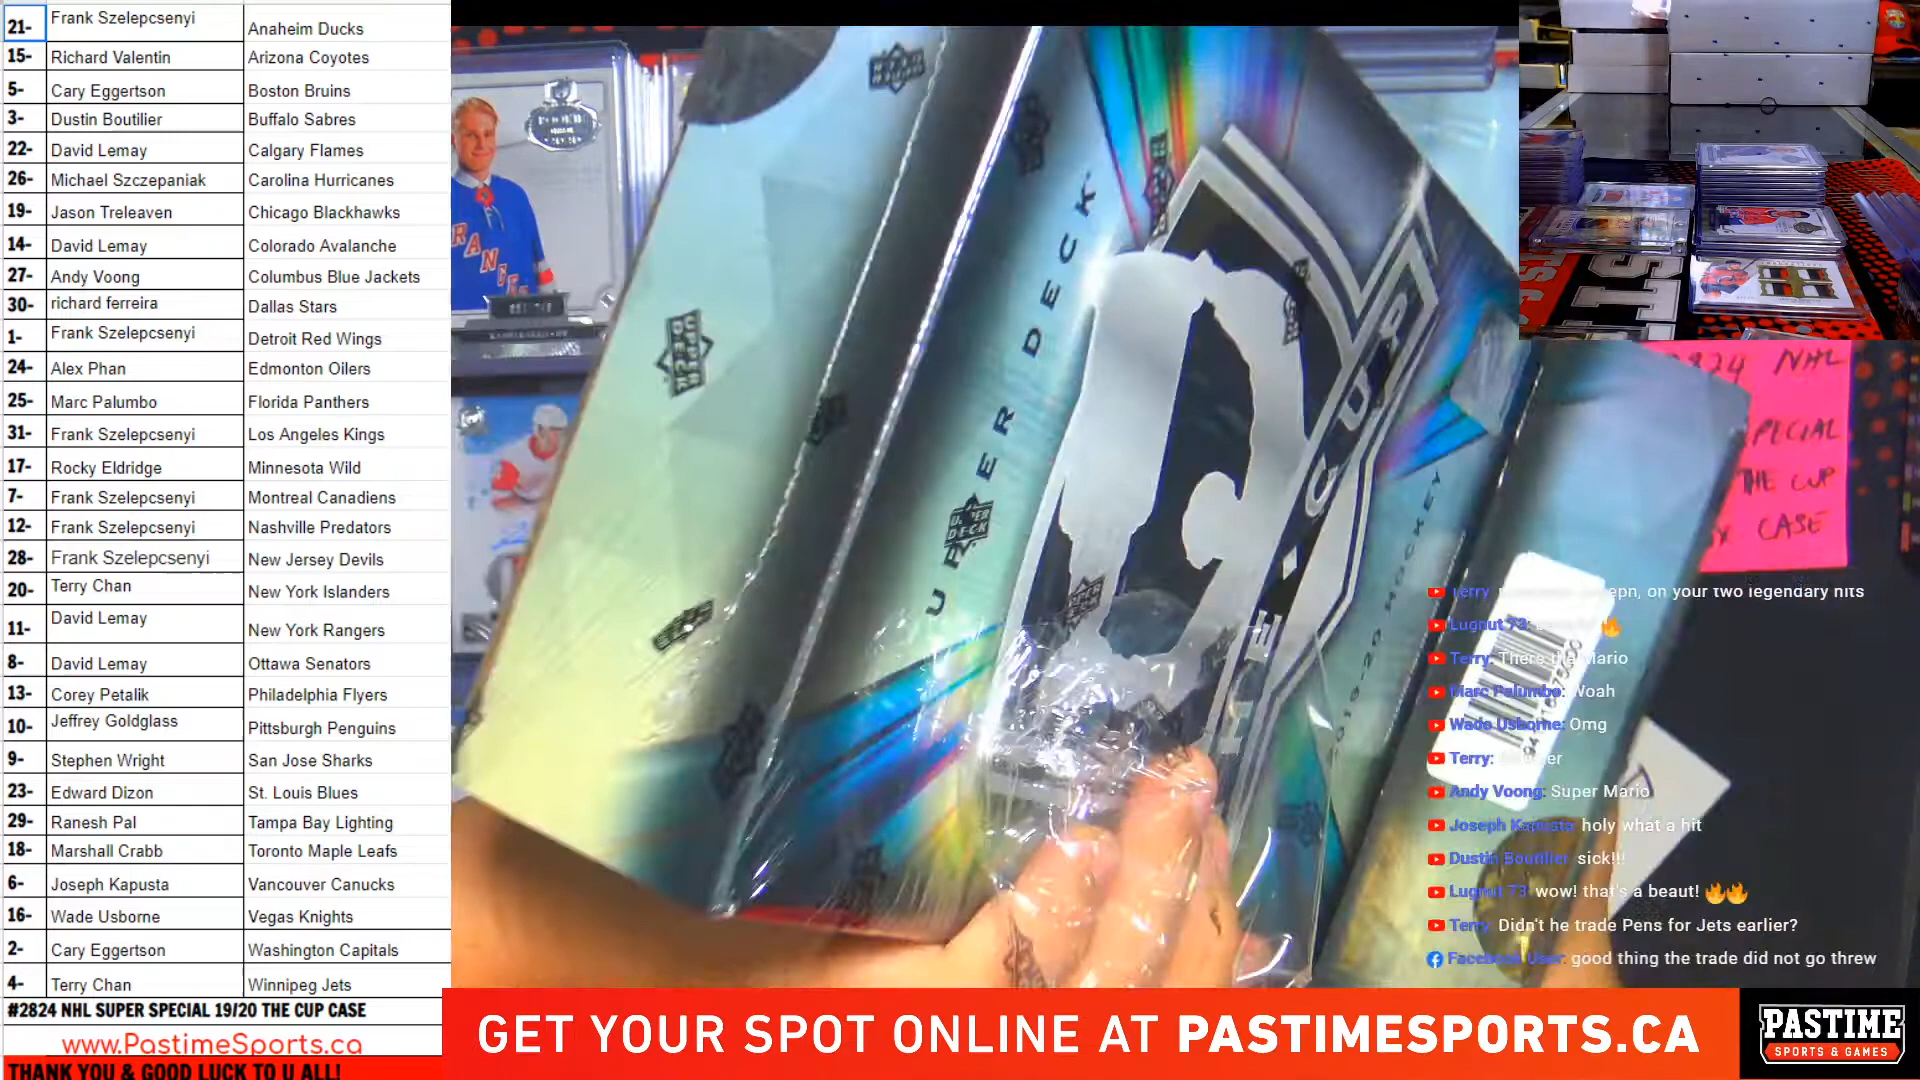 21- Frank Szelepcsenyi Anaheim Ducks
15- Richard Valentin Arizona Coyotes
5- Cary Eggertson Boston Bruins
3- Dustin Boutilier Buffalo Sabres
22- David Lemay Calgary Flames
26- Michael Szczepaniak Carolina Hurricanes
19- Jason Treleaven Chicago Blackhawks
14- David Lemay Colorado Avalanche
27- Andy Voong Columbus Blue Jackets
30- richard ferreira Dallas Stars
1- Frank Szelepcsenyi Detroit Red Wings
24- Alex Phan Edmonton Oilers
25- Marc Palumbo Florida Panthers
31- Frank Szelepcsenyi Los Angeles Kings
17- Rocky Eldridge Minnesota Wild
7- Frank Szelepcsenyi Montreal Canadiens
12- Frank Szelepcsenyi Nashville Predators
28- Frank Szelepcsenyi New Jersey Devils
20- Terry Chan New York Islanders
11- David Lemay New York Rangers
8- David Lemay Ottawa Senators
13- Corey Petalik Philadelphia Flyers
10- Jeffrey Goldglass Pittsburgh Penguins
9- Stephen Wright San Jose Sharks
23- Edward Dizon St. Louis Blues
29- Ranesh Pal Tampa Bay Lighting
18- Marshall Crabb Toronto Maple Leafs
6- Joseph Kapusta Vancouver Canucks
16- Wade Usborne Vegas Knights
2- Cary Eggertson Washington Capitals
4- Terry Chan Winnipeg Jets
#2824 NHL SUPER SPECIAL 19/20 THE CUP CASE
www.PastimeSports.ca
THANK YOU & GOOD LUCK TO U ALL!
UPPER DECK
THE CUP
2019-20 HOCKEY
UPPER DECK
NHL
SPECIAL
THE CUP
CASE
Terry on your two legendary hits
Lugnut 73:
Terry: There tha Mario
Marc Palumbo: Woah
Wade Usborne: Omg
Terry:
Andy Voong: Super Mario
Joseph Kapusta holy what a hit
Dustin Boutilier sick!!!
Lugnut 73 wow! that's a beaut! 🔥🔥
Terry: Didn't he trade Pens for Jets earlier?
Facebook User: good thing the trade did not go threw
GET YOUR SPOT ONLINE AT PASTIMESPORTS.CA
PASTIME
SPORTS & GAMES